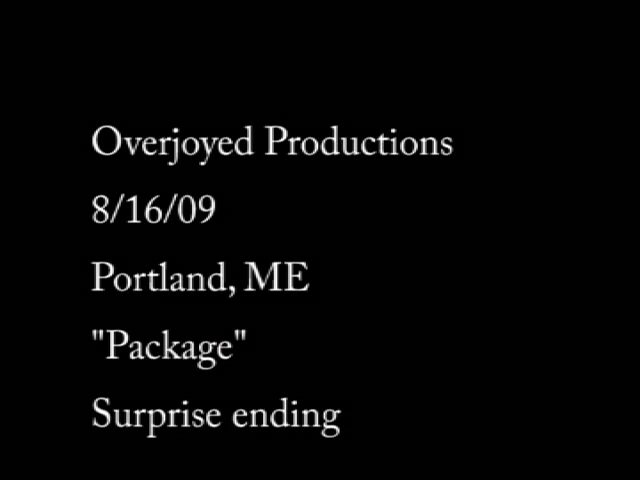 Overjoyed Productions
8/16/09
Portland, ME
"Package"
Surprise ending